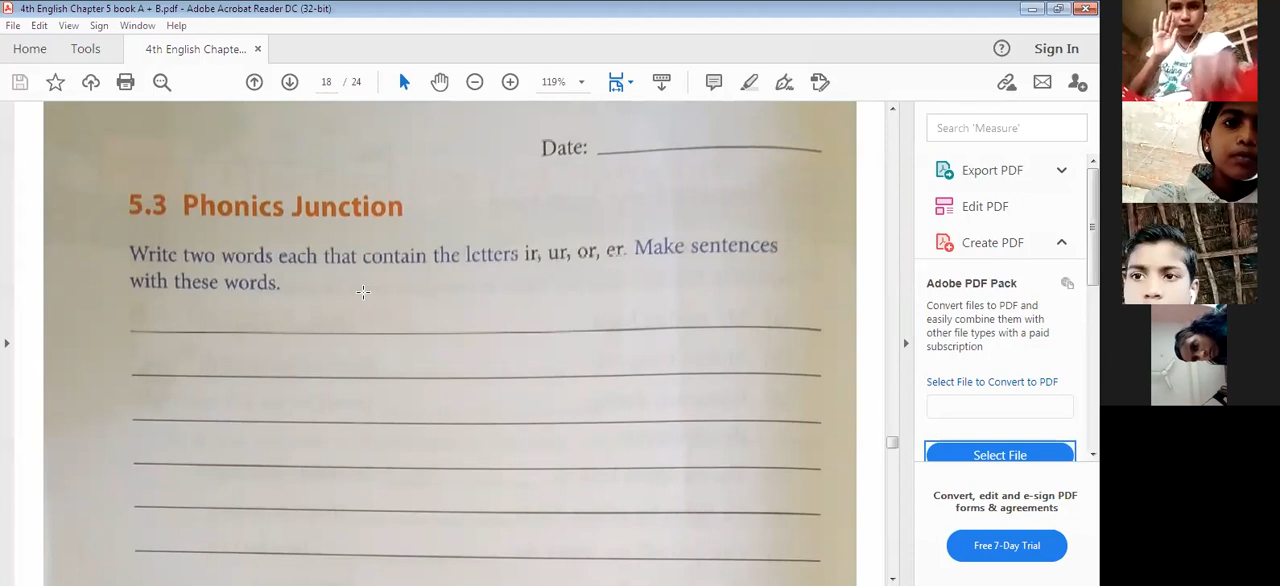 4th English Chapter 5 book A + B.pdf - Adobe Acrobat Reader DC (32-bit)
File Edit View Sign Window Help
Home Tools 4th English Chapte... × Sign In
18 / 24 119%
Date:
5.3 Phonics Junction
Write two words each that contain the letters ir, ur, or, er. Make sentences
with these words.
Search 'Measure'
Export PDF
Edit PDF
Create PDF
Adobe PDF Pack
Convert files to PDF and
easily combine them with
other file types with a paid
subscription
Select File to Convert to PDF
Select File
Convert, edit and e-sign PDF
forms & agreements
Free 7-Day Trial